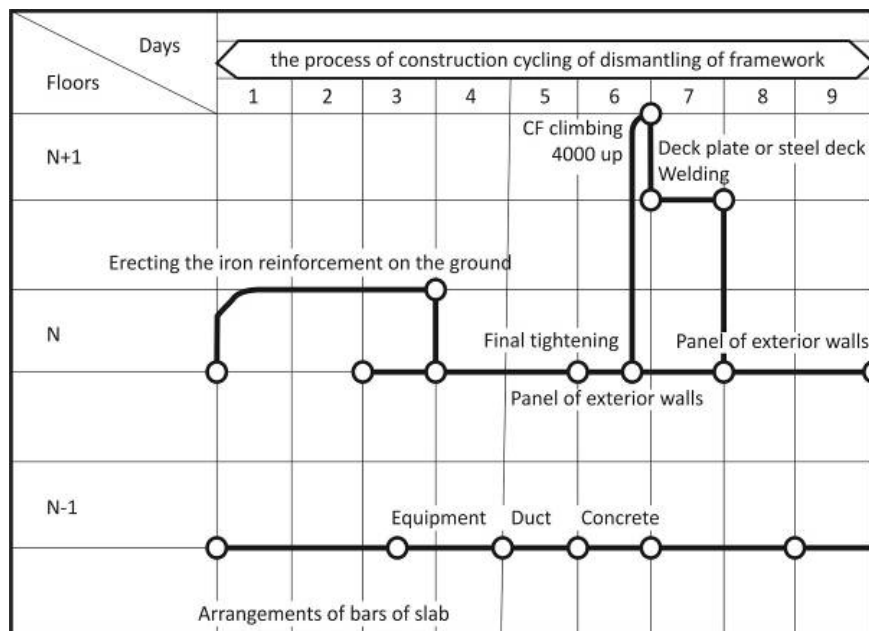 Days
the process of construction cycling of dismantling of framework
Floors
1 2 3 4 5 6 7 8 9
CF climbing
4000 up
N+1
Deck plate or steel deck
Welding
Erecting the iron reinforcement on the ground
N
Final tightening
Panel of exterior walls
Panel of exterior walls
N-1
Equipment Duct Concrete
Arrangements of bars of slab